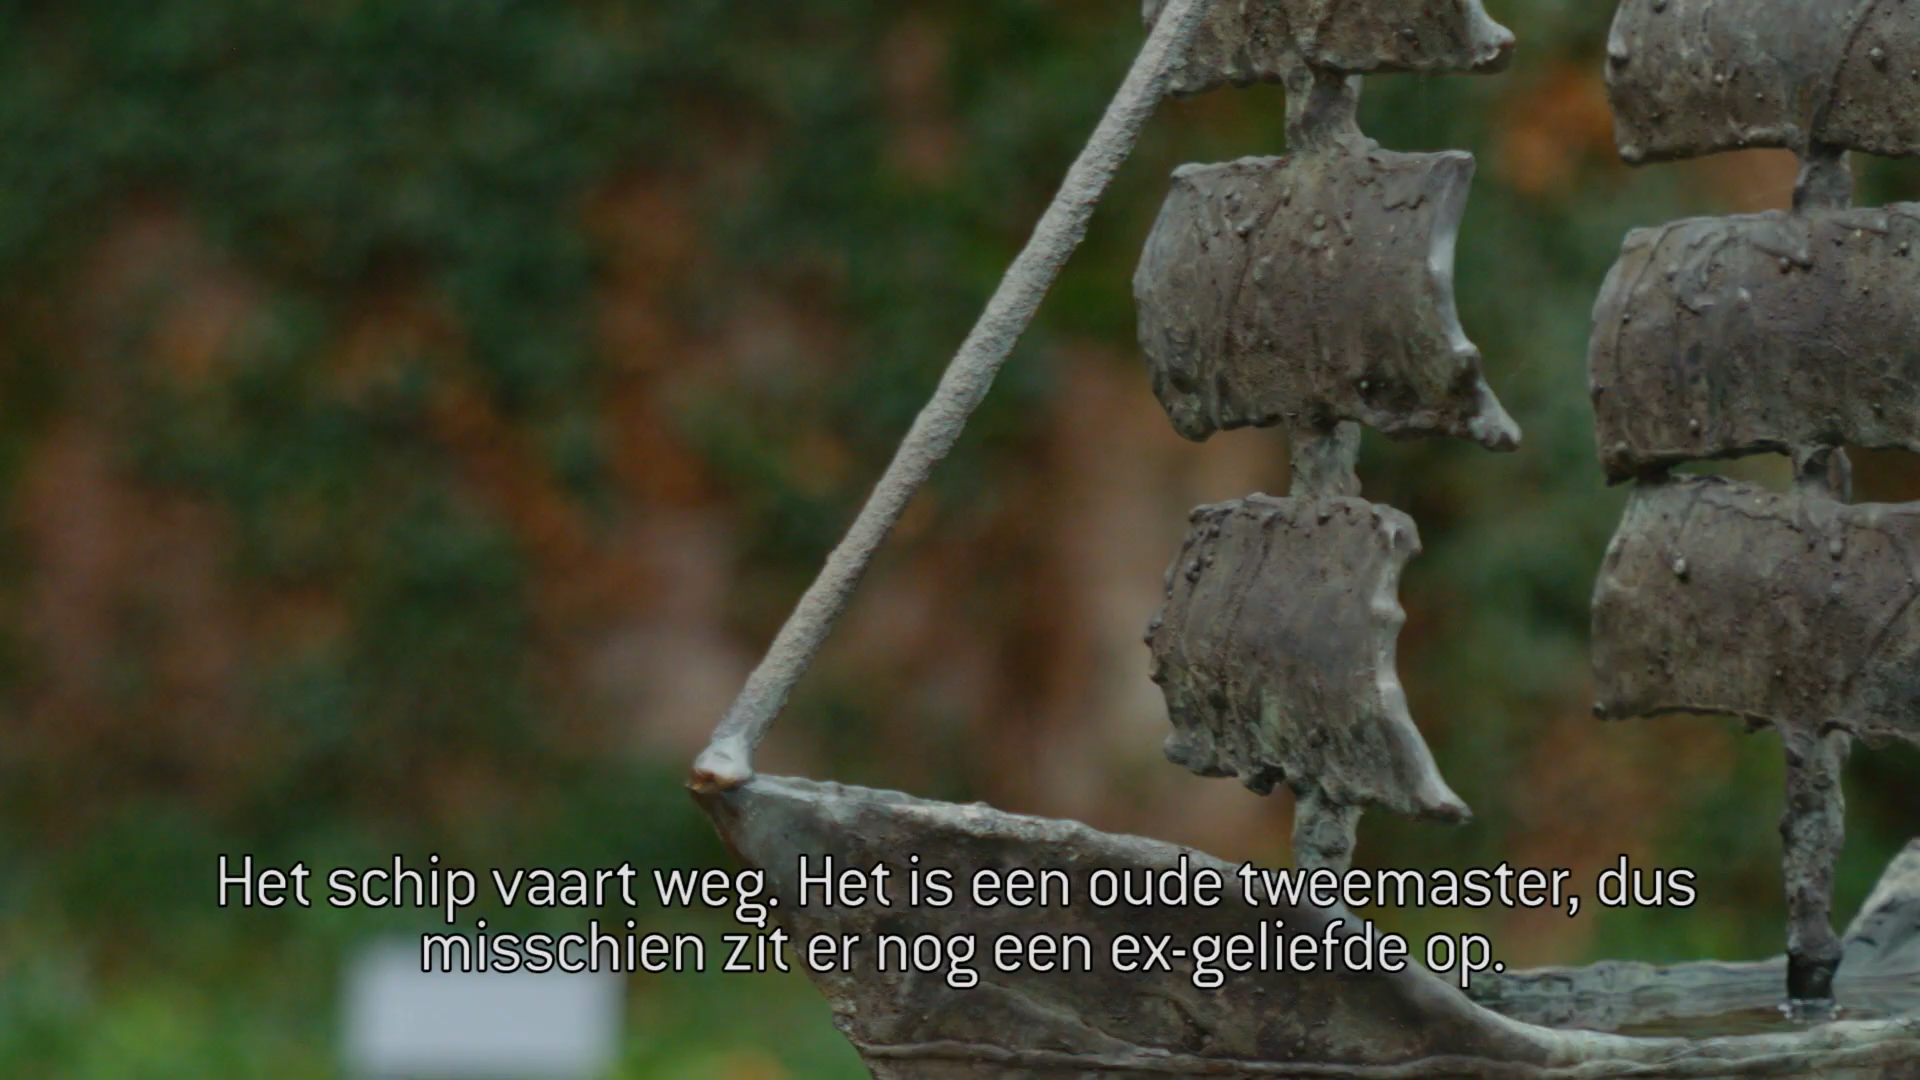 Het schip vaart weg. Het is een oude tweemaster, dus
misschien zit er nog een ex-geliefde op.